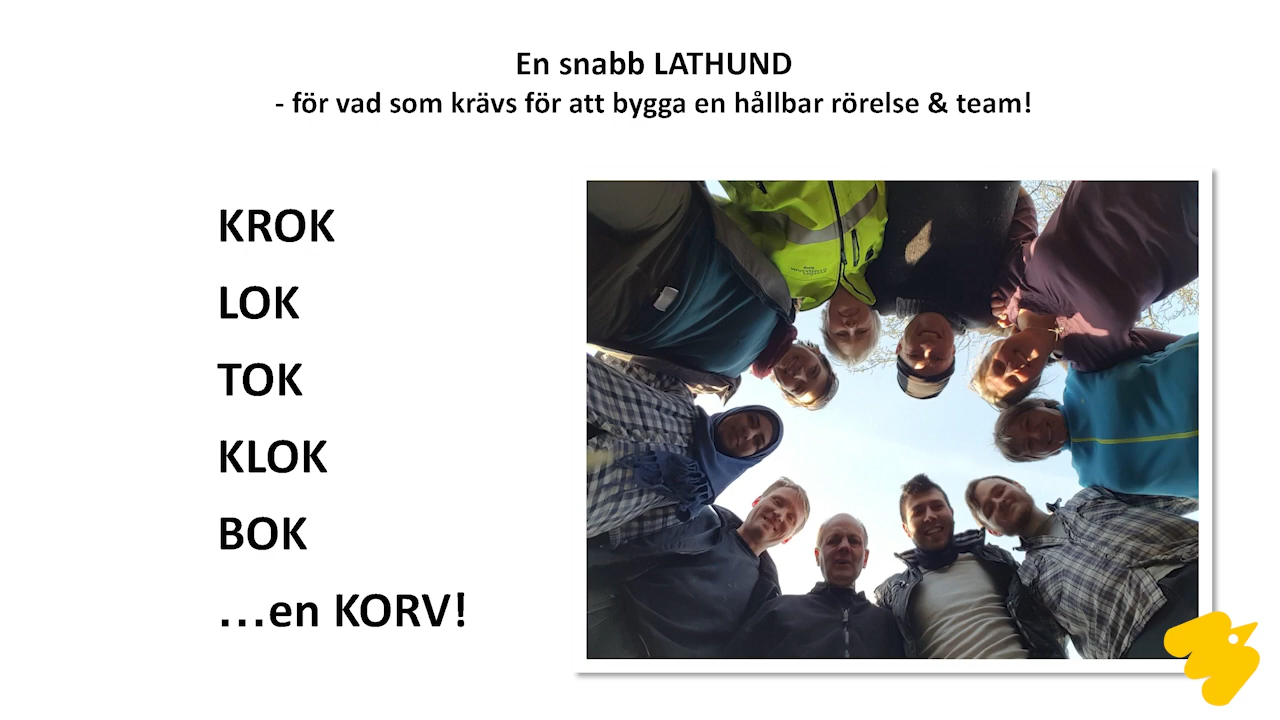 En snabb LATHUND
- för vad som krävs för att bygga en hållbar rörelse & team!
KROK
LOK
TOK
KLOK
BOK
...en KORV!